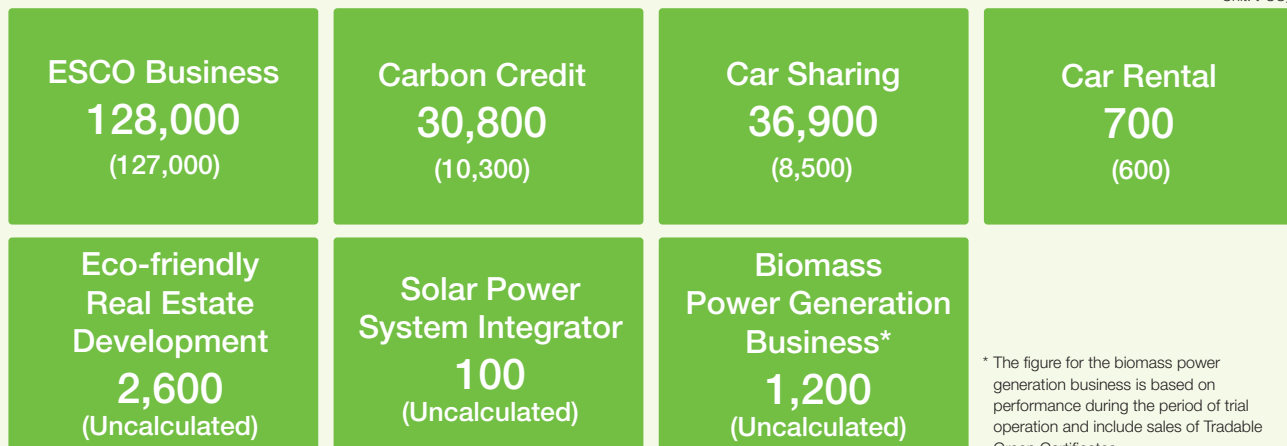 ESCO Business
128,000
(127,000)
Carbon Credit
30,800
(10,300)
Car Sharing
36,900
(8,500)
Car Rental
700
(600)
Eco-friendly
Real Estate
Development
2,600
(Uncalculated)
Solar Power
System Integrator
100
(Uncalculated)
Biomass
Power Generation
Business*
1,200
(Uncalculated)
* The figure for the biomass power
generation business is based on
performance during the period of trial
operation and include sales of Tradable
Green Certificates